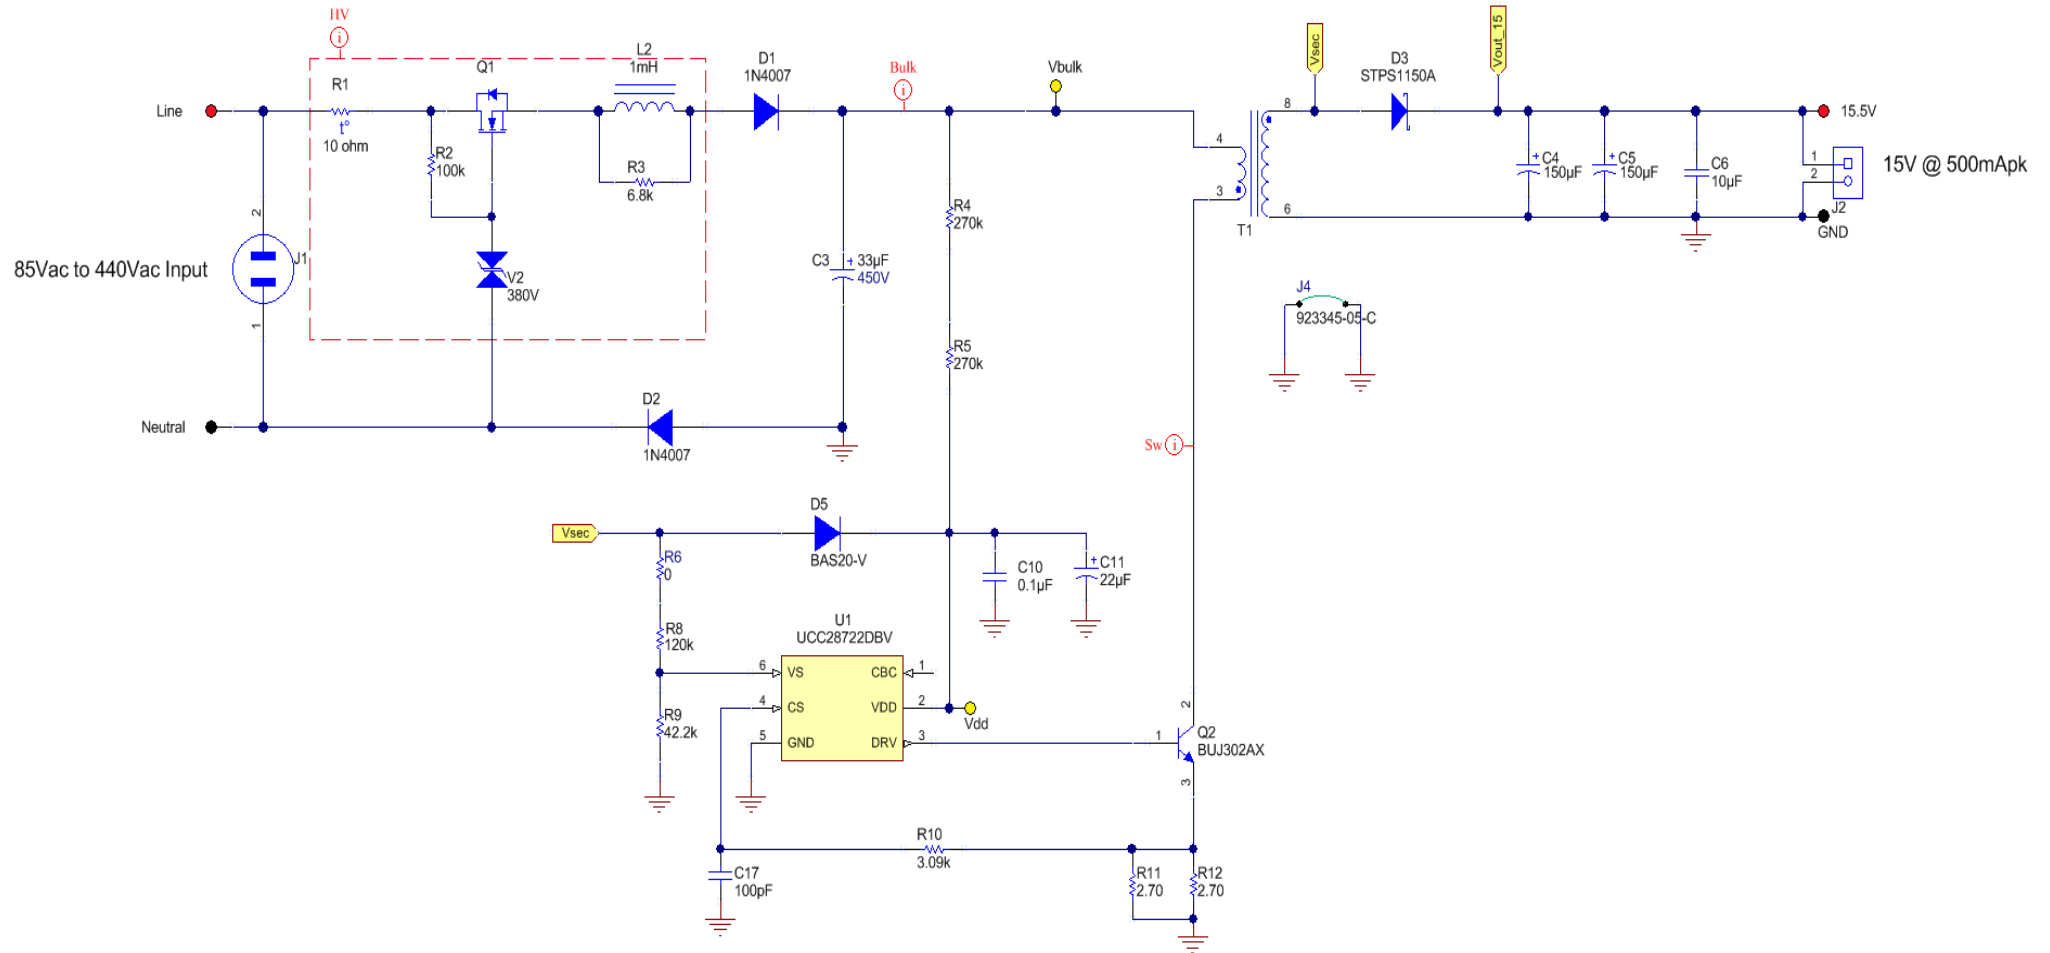 HV
i
R1
t°
10 ohm
Q1
L2
1mH
D1
1N4007
Bulk
i
Vbulk
Vsec
D3
STPS1150A
Vout_15
Line
R2
100k
R3
6.8k
4
3
T1
8
6
C4
150µF
C5
150µF
C6
10µF
15.5V
1
2
J2
GND
15V @ 500mApk
85Vac to 440Vac Input
2
J1
1
V2
380V
C3
33µF
450V
R4
270k
R5
270k
J4
923345-05-C
Neutral
D2
1N4007
Sw
i
Vsec
D5
BAS20-V
R6
0
R8
120k
R9
42.2k
C10
0.1µF
C11
22µF
U1
UCC28722DBV
6 VS CBC 1
4 CS VDD 2
5 GND DRV 3
Vdd
2
1
3
Q2
BUJ302AX
R10
3.09k
C17
100pF
R11
2.70
R12
2.70